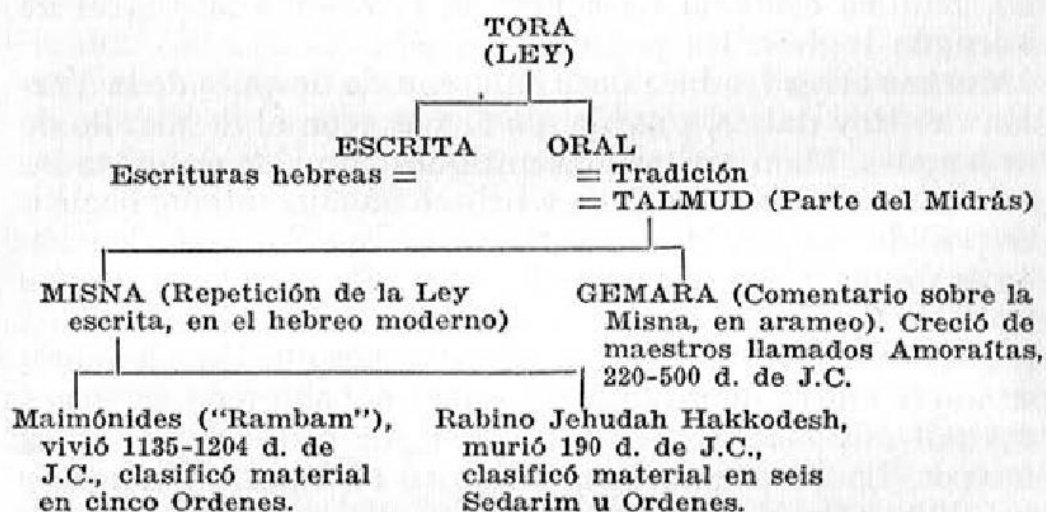 TORA
(LEY)
ESCRITA ORAL
Escrituras hebreas = = Tradición
= TALMUD (Parte del Midrás)
MISNA (Repetición de la Ley
escrita, en el hebreo moderno)
GEMARA (Comentario sobre la
Misna, en arameo). Creció de
maestros llamados Amoraítas,
220-500 d. de J.C.
Maimónides ("Rambam"),
vivió 1135-1204 d. de
J.C., clasificó material
en cinco Ordenes.
Rabino Jehudah Hakkodesh,
murió 190 d. de J.C.,
clasificó material en seis
Sedarim u Ordenes.